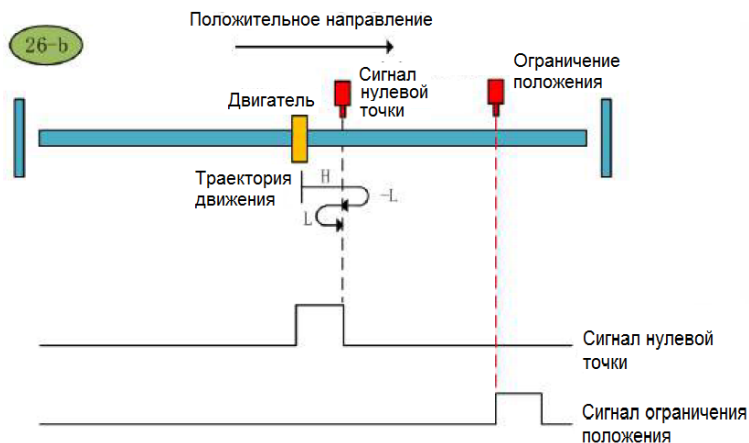 26-b
Положительное направление
Сигнал
нулевой
точки
Ограничение
положения
Двигатель
Траектория
движения
H
-L
L
Сигнал нулевой
точки
Сигнал ограничения
положения